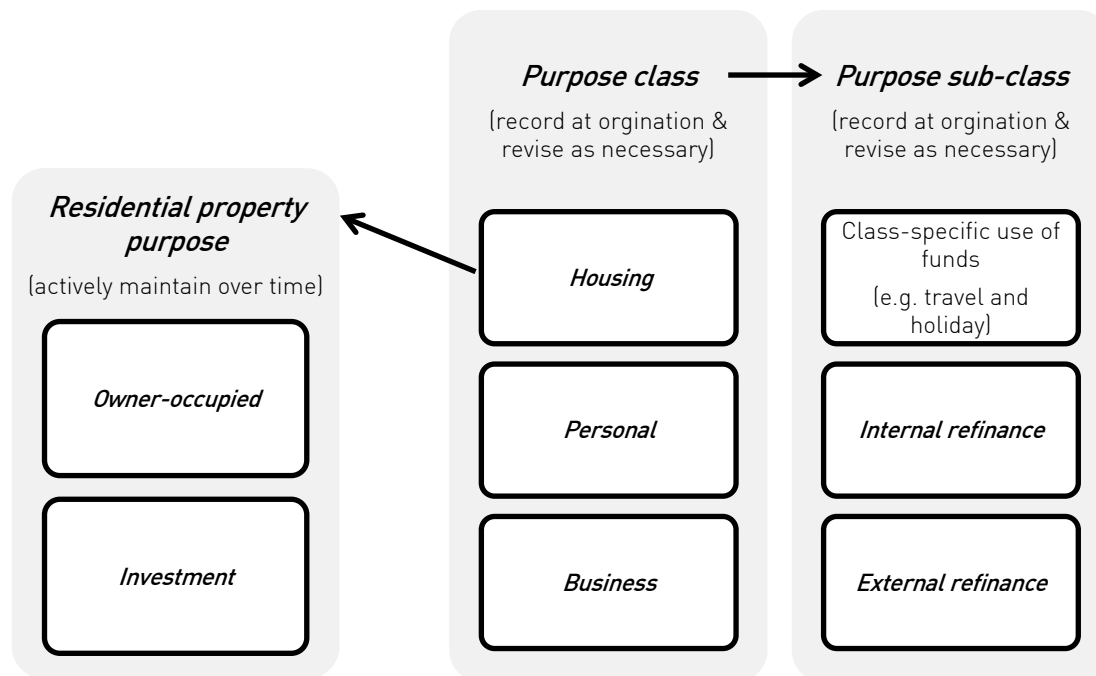 Residential property
purpose
(actively maintain over time)
Owner-occupied
Investment
Purpose class
(record at orgination &
revise as necessary)
Housing
Personal
Business
Purpose sub-class
(record at orgination &
revise as necessary)
Class-specific use of
funds
(e.g. travel and
holiday)
Internal refinance
External refinance